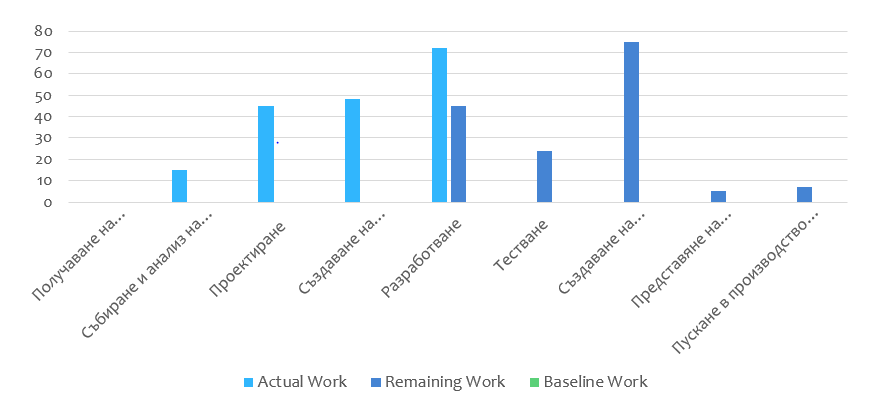 80
70
60
50
40
30
20
10
0
Получаване на...
Събиране и анализ на...
Проектиране
Създаване на...
Разработване
Тестване
Създаване на...
Представяне на...
Пускане в производство...
Actual Work
Remaining Work
Baseline Work